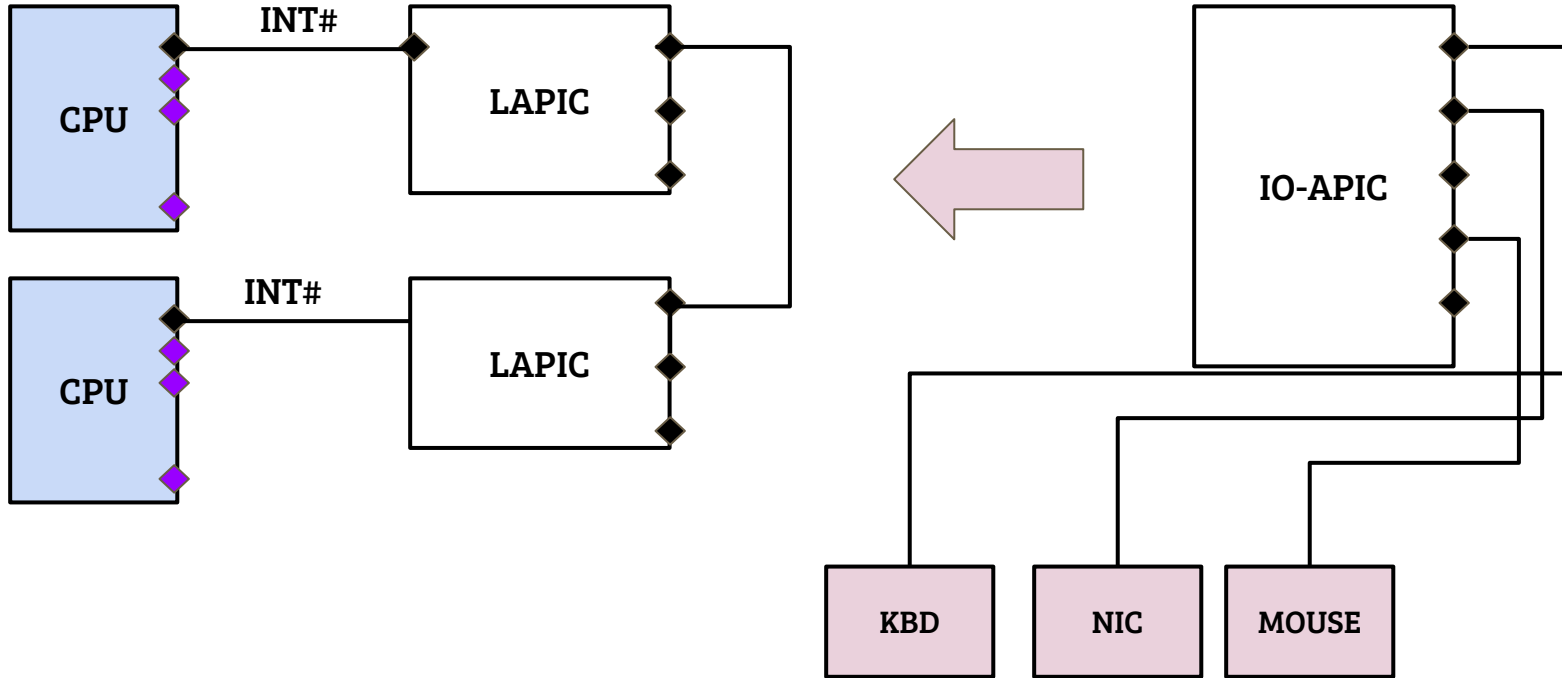 INT#
CPU
LAPIC
IO-APIC
INT#
CPU
LAPIC
KBD
NIC
MOUSE